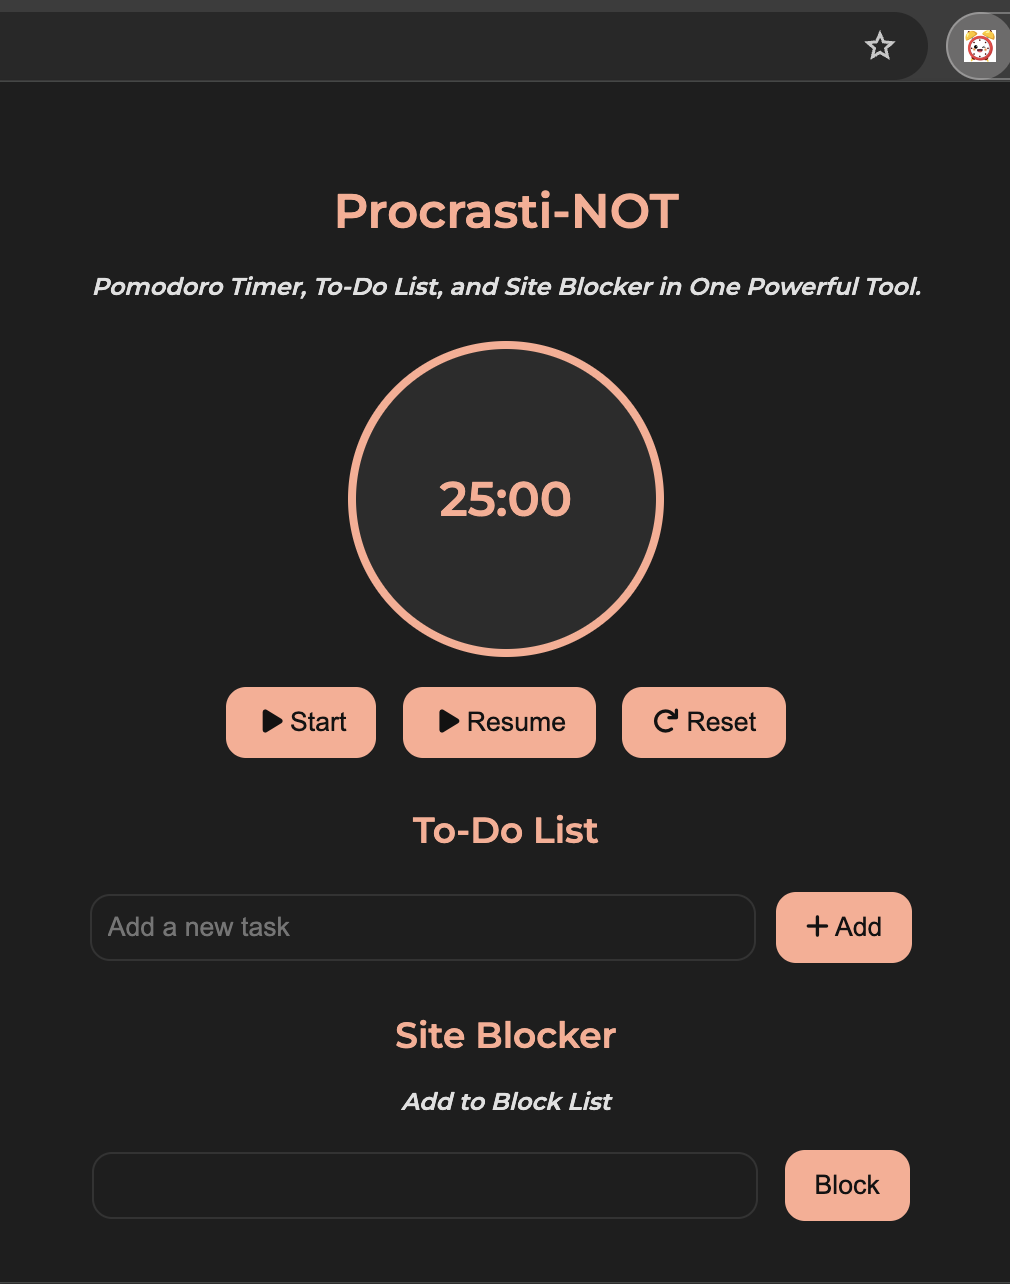 Procrasti-NOT
Pomodoro Timer, To-Do List, and Site Blocker in One Powerful Tool.
25:00
Start Resume Reset
To-Do List
Add a new task Add
Site Blocker
Add to Block List
Block